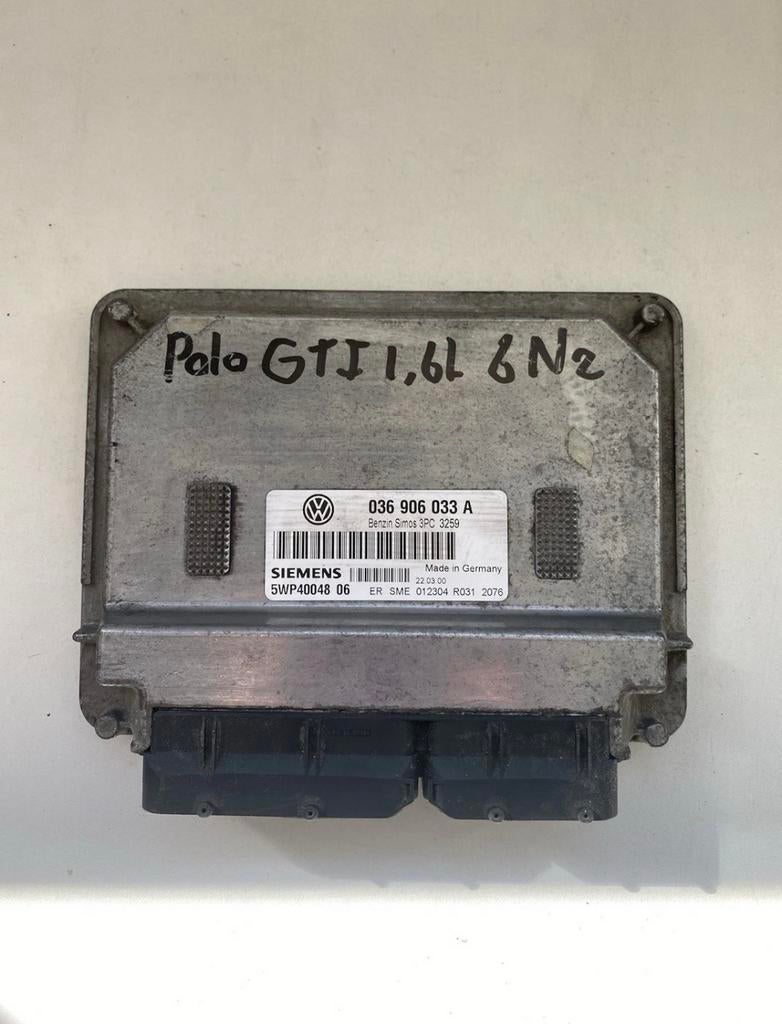 Polo GTI 1,6L 6N2
036 906 033 A
Benzin Simos 3PC 3259
Made in Germany
SIEMENS
22.03.00
5WP40048 06 ER SME 012304 R031 2076